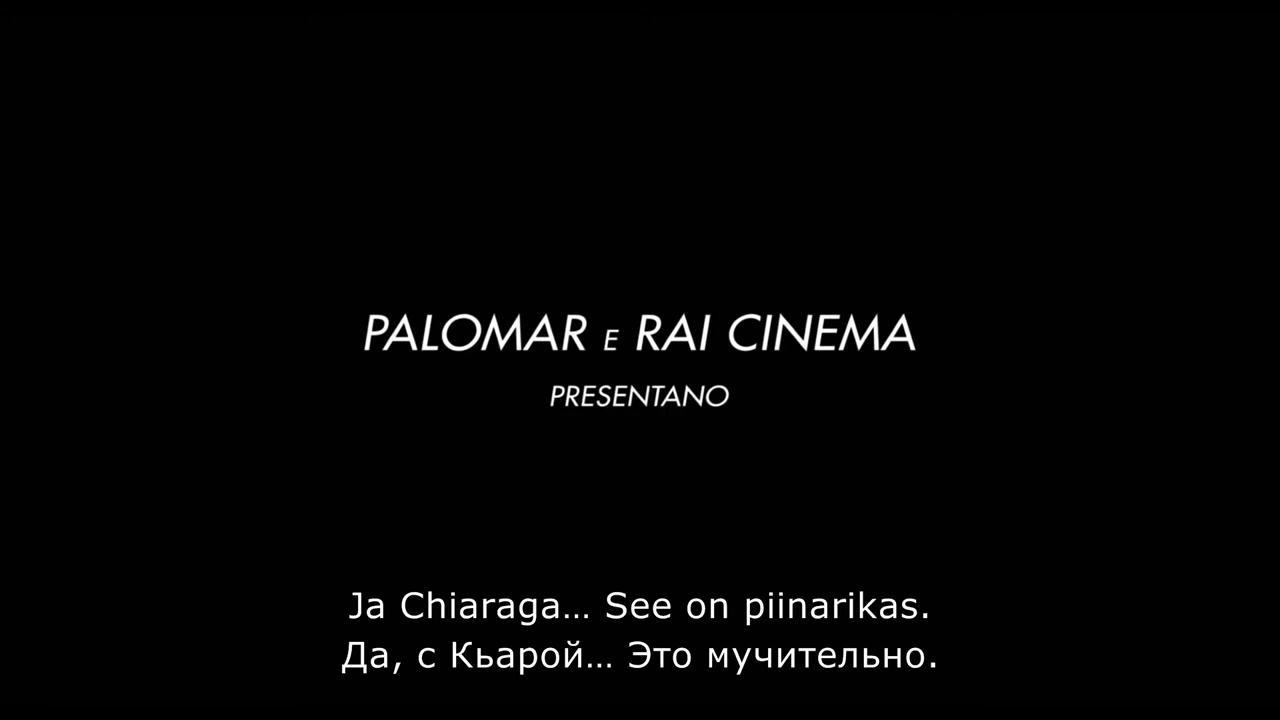 PALOMAR E RAI CINEMA
PRESENTANO
Ja Chiaraga… See on piinarikas.
Да, с Кьарой… Это мучительно.